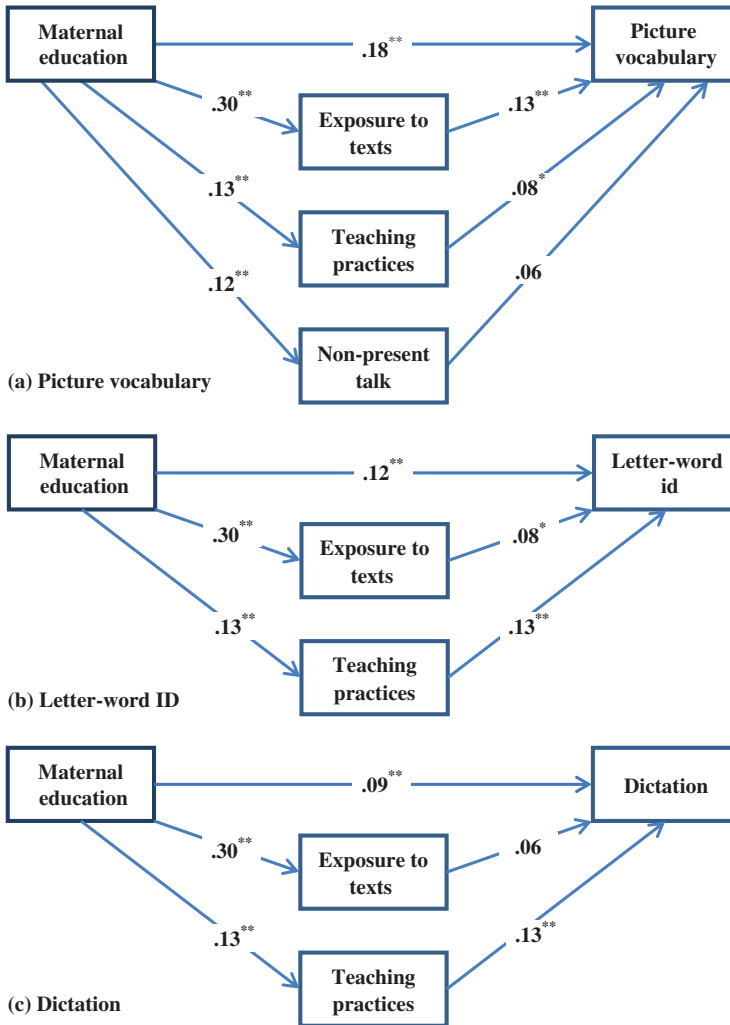 Maternal
education
.18**
Picture
vocabulary
.30**
Exposure to
texts
.13**
.13**
Teaching
practices
.08*
.12**
Non-present
talk
.06
(a) Picture vocabulary
Maternal
education
.12**
Letter-word
id
.30**
Exposure to
texts
.08*
.13**
Teaching
practices
.13**
(b) Letter-word ID
Maternal
education
.09**
Dictation
.30**
Exposure to
texts
.06
.13**
Teaching
practices
.13**
(c) Dictation